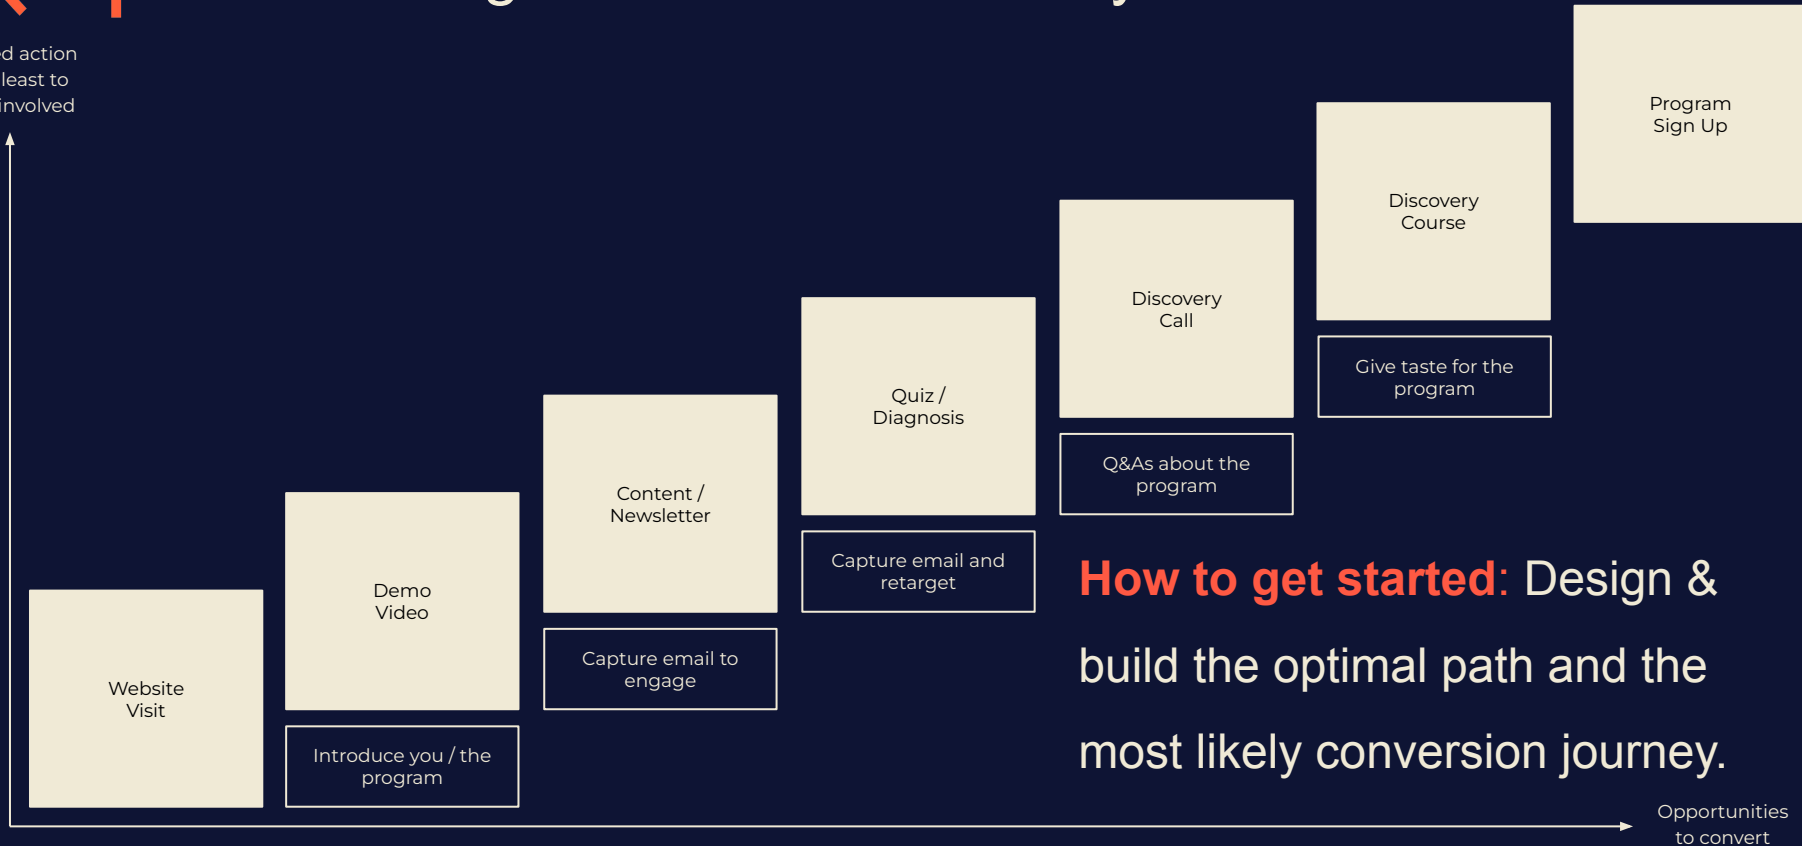 action
least to
involved
Program
Sign Up
Discovery
Course
Give taste for the
program
Discovery
Call
Q&As about the
program
Quiz /
Diagnosis
Capture email and
retarget
Content /
Newsletter
Capture email to
engage
Demo
Video
Introduce you / the
program
Website
Visit
How to get started: Design &
build the optimal path and the
most likely conversion journey.
Opportunities
to convert